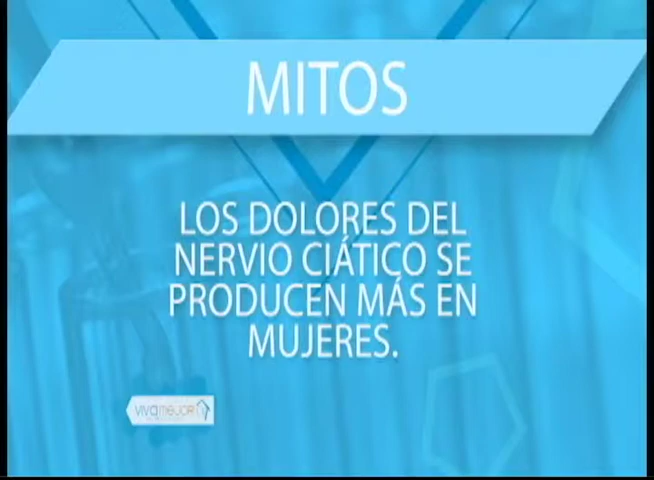 MITOS
LOS DOLORES DEL
NERVIO CIÁTICO SE
PRODUCEN MÁS EN
MUJERES.
vivamejor